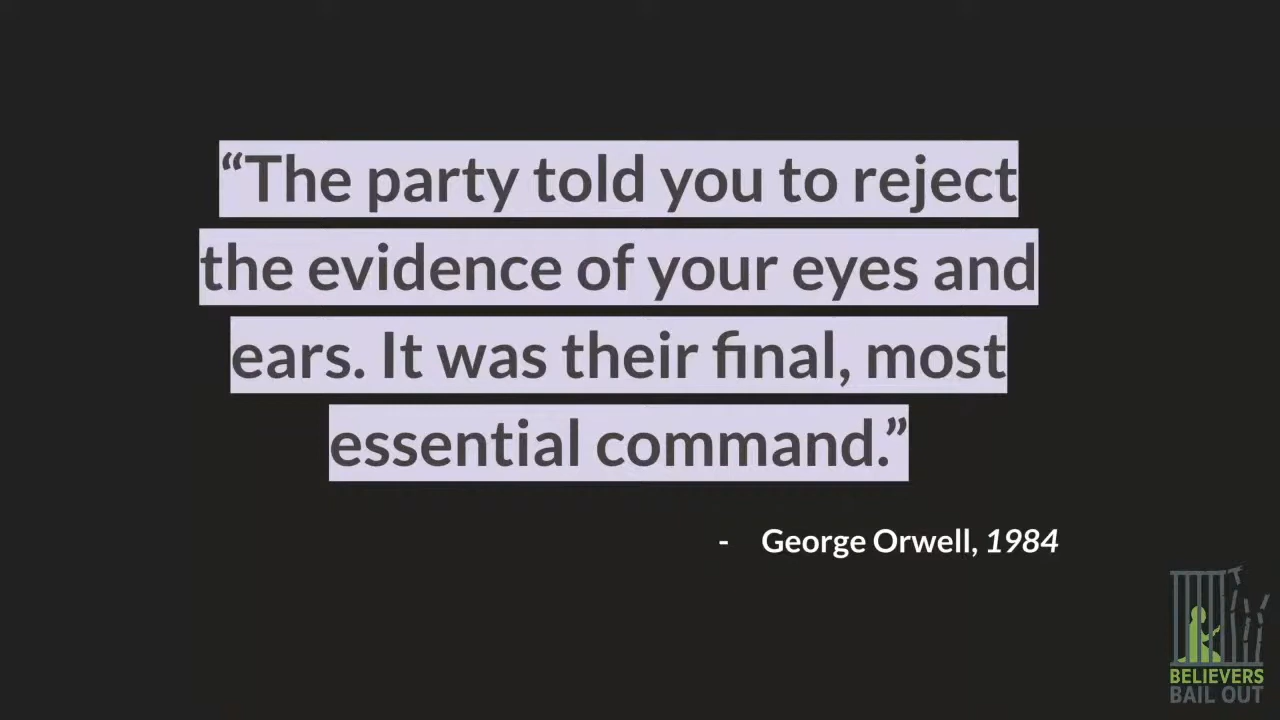 “The party told you to reject
the evidence of your eyes and
ears. It was their final, most
essential command.”
- George Orwell, 1984
BELIEVERS
BAIL OUT